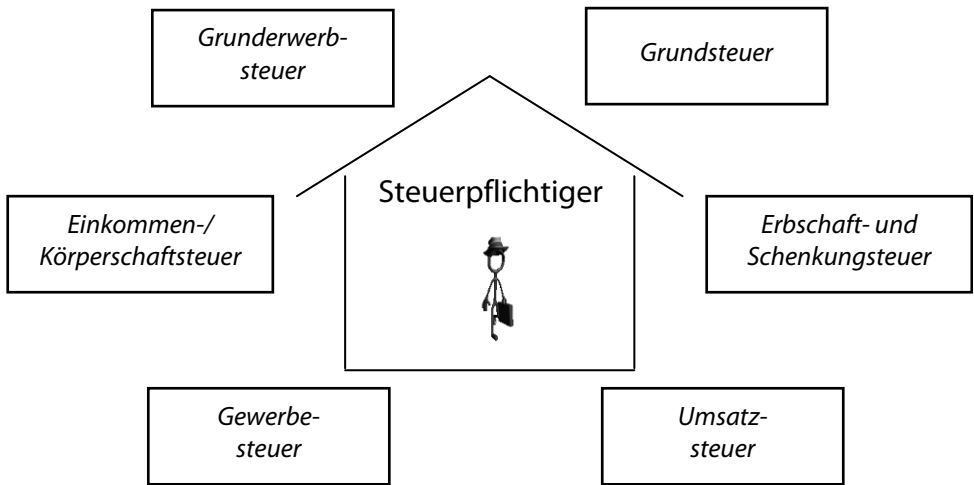 Grunderwerb-
steuer
Grundsteuer
Steuerpflichtiger
Einkommen-/
Körperschaftsteuer
Erbschaft- und
Schenkungsteuer
Gewerbe-
steuer
Umsatz-
steuer